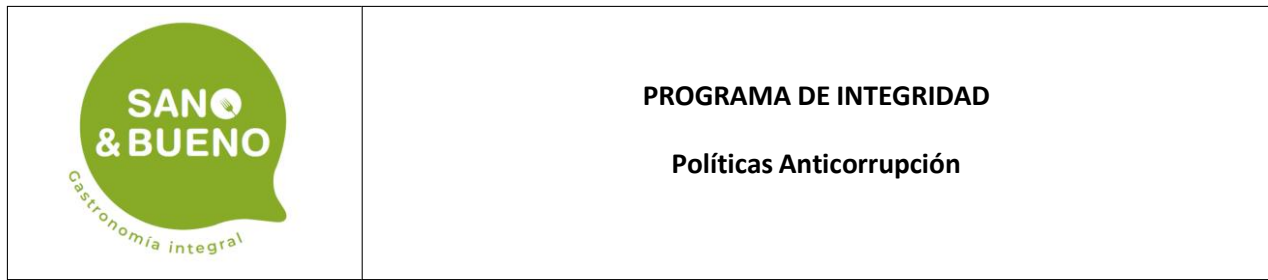 SANO
& BUENO
Gastronomía integral
PROGRAMA DE INTEGRIDAD
Políticas Anticorrupción